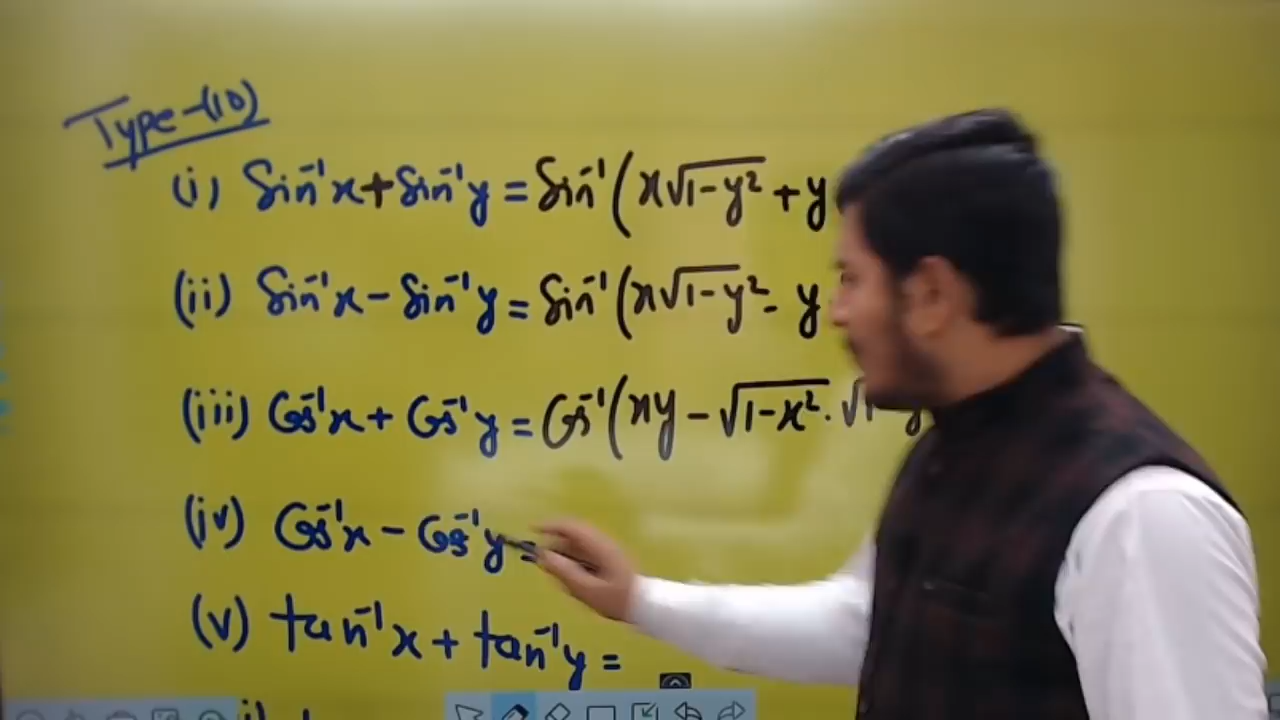 Type-(10)
(i) Sin⁻¹x + Sin⁻¹y = Sin⁻¹(x√1-y² + y
(ii) Sin⁻¹x - Sin⁻¹y = Sin⁻¹(x√1-y² - y
(iii) Cos⁻¹x + Cos⁻¹y = Cos⁻¹(xy - √1-x² . √1-y
(iv) Cos⁻¹x - Cos⁻¹y =
(v) tan⁻¹x + tan⁻¹y =